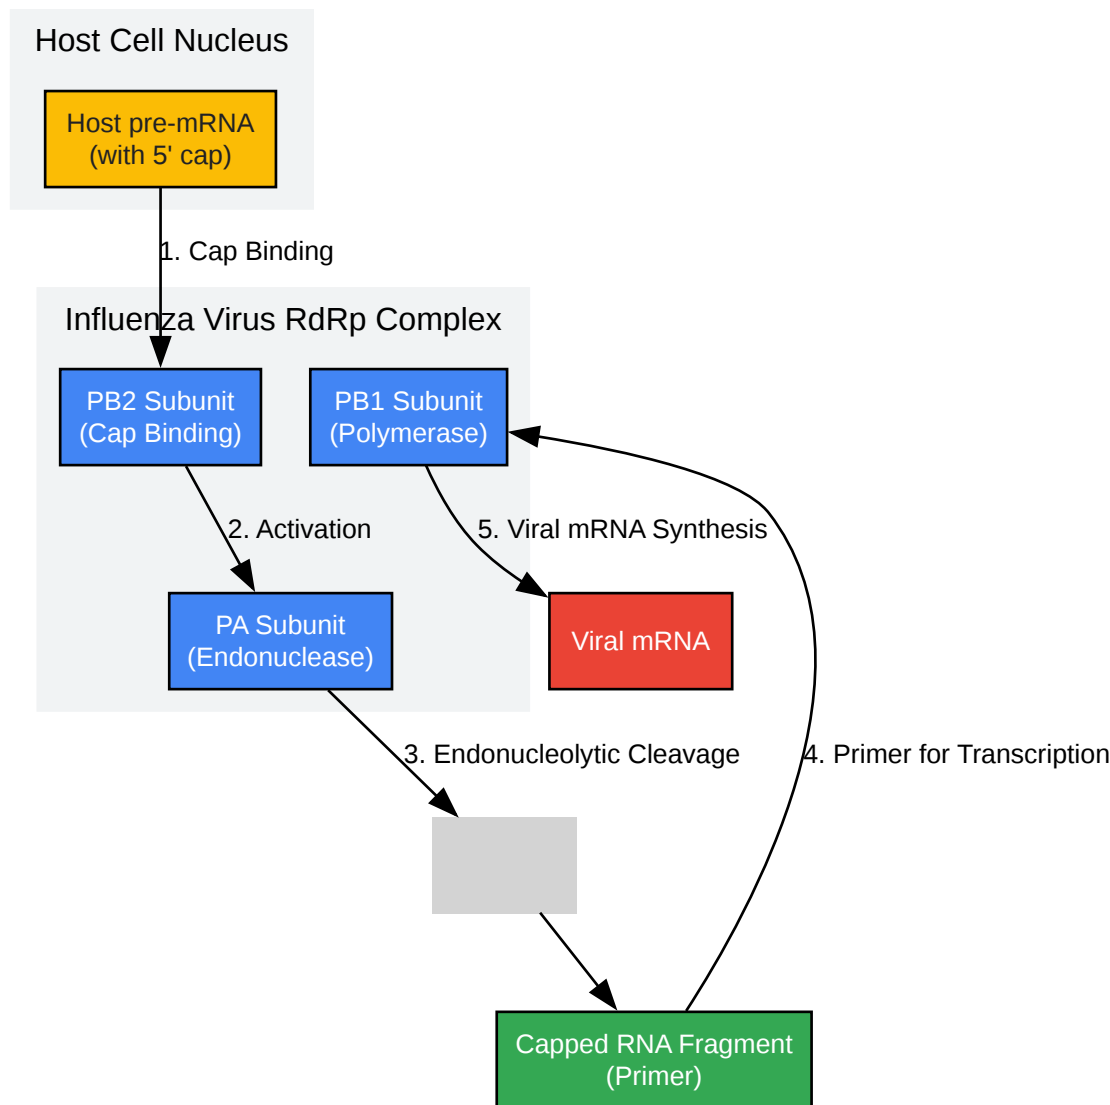 Host Cell Nucleus
Host pre-mRNA
(with 5' cap)
1. Cap Binding
Influenza Virus RdRp Complex
PB2 Subunit
(Cap Binding)
PB1 Subunit
(Polymerase)
2. Activation
5. Viral mRNA Synthesis
PA Subunit
(Endonuclease)
Viral mRNA
3. Endonucleolytic Cleavage
4. Primer for Transcription
Capped RNA Fragment
(Primer)